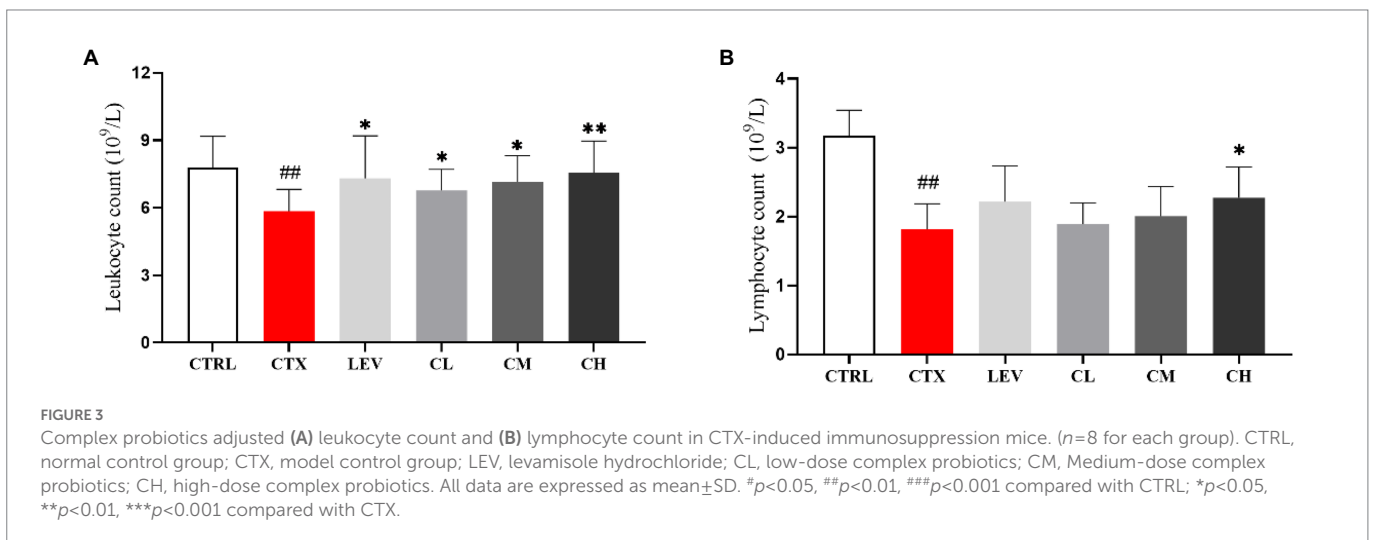 A
B
Leukocyte count (10^9/L)
12
9
6
3
0
##
*
*
*
**
CTRL CTX LEV CL CM CH
Lymphocyte count (10^9/L)
4
3
2
1
0
##
*
CTRL CTX LEV CL CM CH
FIGURE 3
Complex probiotics adjusted (A) leukocyte count and (B) lymphocyte count in CTX-induced immunosuppression mice. (n=8 for each group). CTRL,
normal control group; CTX, model control group; LEV, levamisole hydrochloride; CL, low-dose complex probiotics; CM, Medium-dose complex
probiotics; CH, high-dose complex probiotics. All data are expressed as mean±SD. #p<0.05, ##p<0.01, ###p<0.001 compared with CTRL; *p<0.05,
**p<0.01, ***p<0.001 compared with CTX.